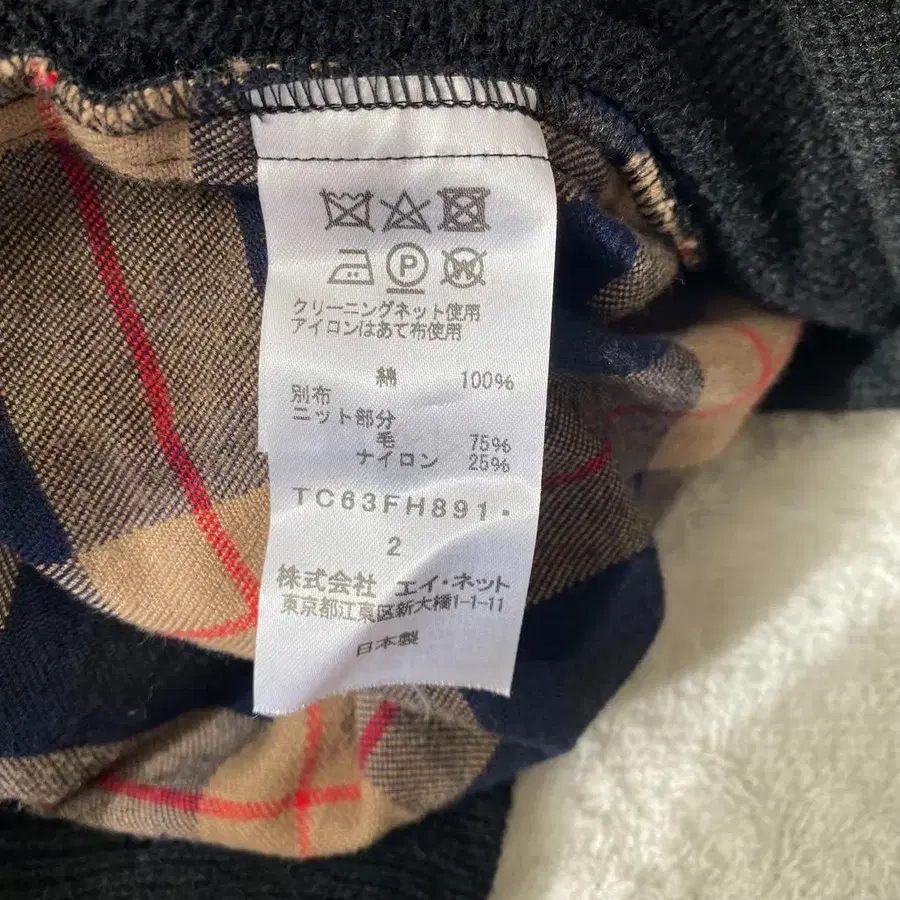 クリーニングネット使用
アイロンはあて布使用
綿 100%
別布
ニット部分
毛 75%
ナイロン 25%
TC63FH891・
2
株式会社 エイ・ネット
東京都江東区新大橋1-1-11
日本製